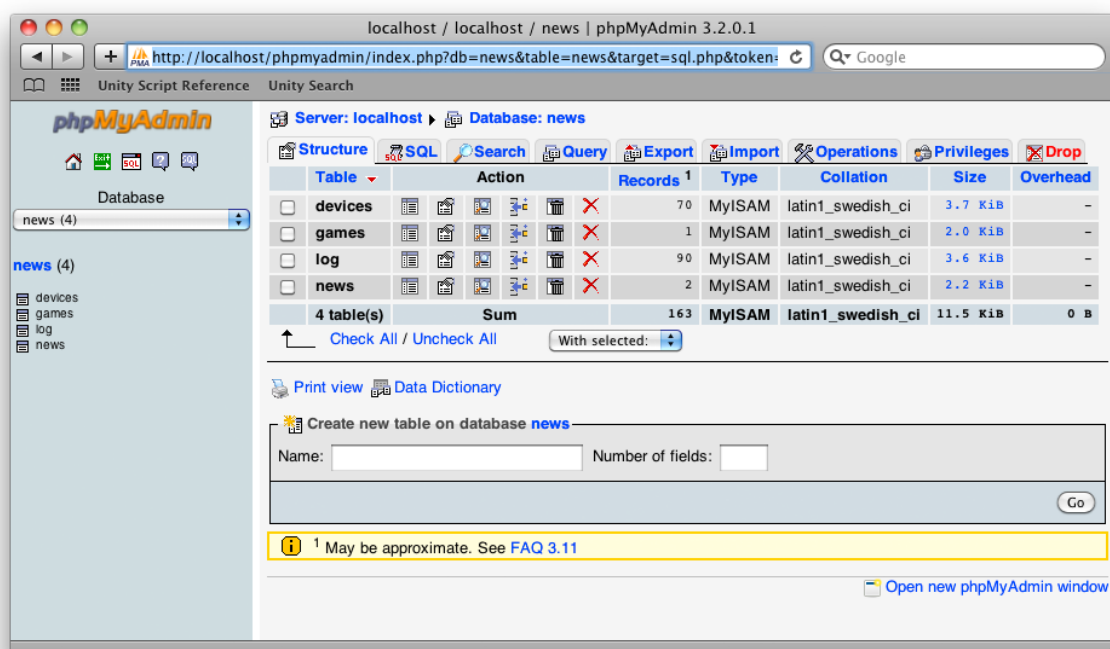 localhost / localhost / news | phpMyAdmin 3.2.0.1
PMA http://localhost/phpmyadmin/index.php?db=news&table=news&target=sql.php&token= Google
Unity Script Reference Unity Search
phpMyAdmin
SQL
Database
news (4)
news (4)
devices
games
log
news
Server: localhost Database: news
Structure SQL Search Query Export Import Operations Privileges Drop
Table Action Records 1 Type Collation Size Overhead
devices 70 MyISAM latin1_swedish_ci 3.7 KiB -
games 1 MyISAM latin1_swedish_ci 2.0 KiB -
log 90 MyISAM latin1_swedish_ci 3.6 KiB -
news 2 MyISAM latin1_swedish_ci 2.2 KiB -
4 table(s) Sum 163 MyISAM latin1_swedish_ci 11.5 KiB 0 B
Check All / Uncheck All With selected:
Print view Data Dictionary
Create new table on database news
Name: Number of fields:
Go
1 May be approximate. See FAQ 3.11
Open new phpMyAdmin window